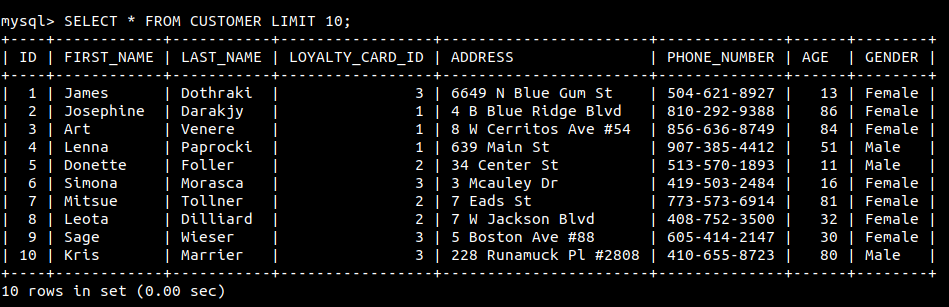 mysql> SELECT * FROM CUSTOMER LIMIT 10;
+----+------------+-----------+-----------------+-----------------------+--------------+------+--------+
| ID | FIRST_NAME | LAST_NAME | LOYALTY_CARD_ID | ADDRESS               | PHONE_NUMBER | AGE  | GENDER |
+----+------------+-----------+-----------------+-----------------------+--------------+------+--------+
|  1 | James      | Dothraki  |               3 | 6649 N Blue Gum St    | 504-621-8927 |   13 | Female |
|  2 | Josephine  | Darakjy   |               1 | 4 B Blue Ridge Blvd   | 810-292-9388 |   86 | Female |
|  3 | Art        | Venere    |               1 | 8 W Cerritos Ave #54  | 856-636-8749 |   84 | Female |
|  4 | Lenna      | Paprocki  |               1 | 639 Main St           | 907-385-4412 |   51 | Male   |
|  5 | Donette    | Foller    |               2 | 34 Center St          | 513-570-1893 |   11 | Male   |
|  6 | Simona     | Morasca   |               3 | 3 Mcauley Dr          | 419-503-2484 |   16 | Female |
|  7 | Mitsue     | Tollner   |               2 | 7 Eads St             | 773-573-6914 |   81 | Female |
|  8 | Leota      | Dilliard  |               2 | 7 W Jackson Blvd      | 408-752-3500 |   32 | Female |
|  9 | Sage       | Wieser    |               3 | 5 Boston Ave #88      | 605-414-2147 |   30 | Female |
| 10 | Kris       | Marrier   |               3 | 228 Runamuck Pl #2808 | 410-655-8723 |   80 | Male   |
+----+------------+-----------+-----------------+-----------------------+--------------+------+--------+
10 rows in set (0.00 sec)